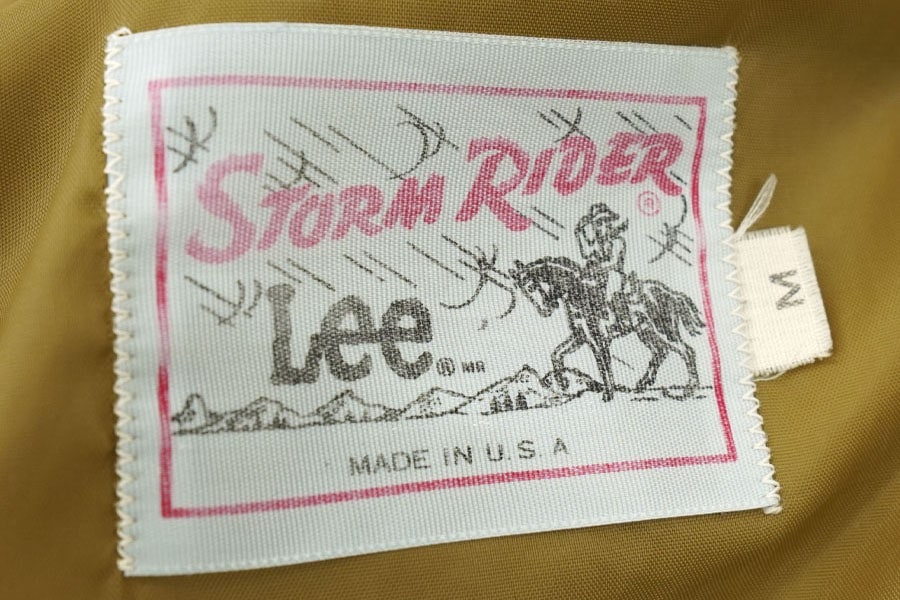 STORM RIDER ®
Lee ® MR
MADE IN U.S.A
M